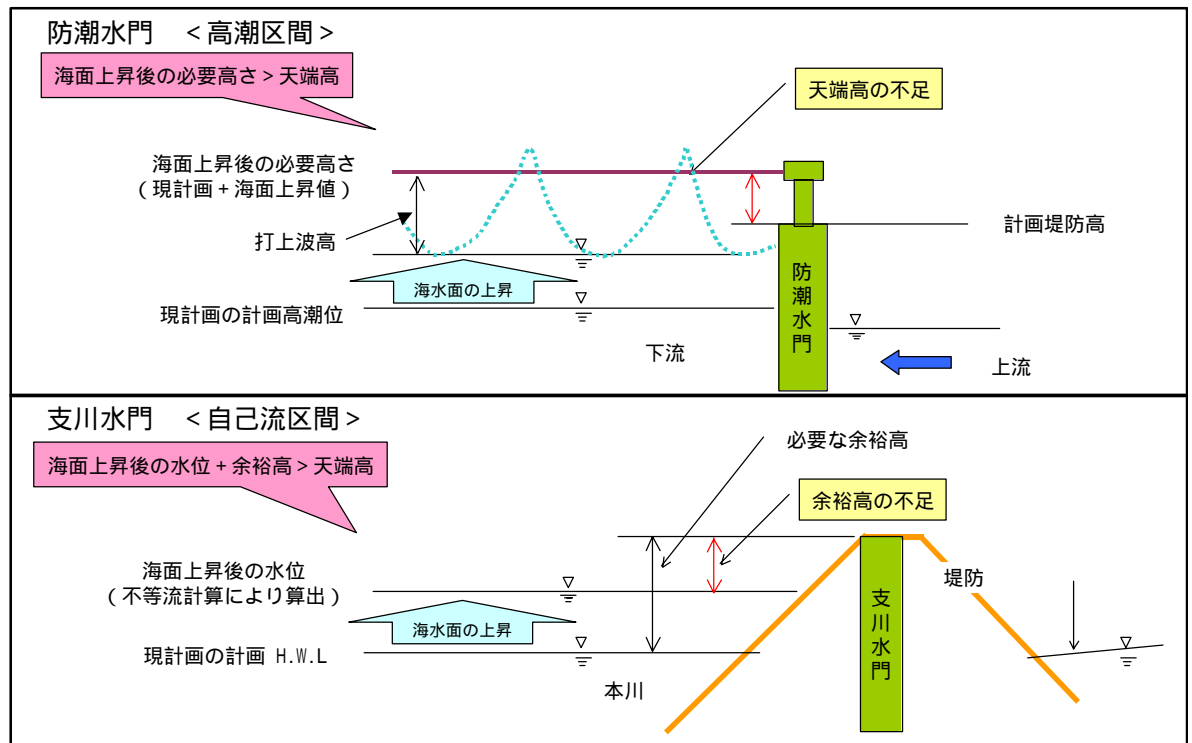 防潮水門 <高潮区間>
海面上昇後の必要高さ>天端高
天端高の不足
海面上昇後の必要高さ
(現計画+海面上昇値)
打上波高
計画堤防高
海水面の上昇
現計画の計画高潮位
防潮水門
下流
上流
支川水門 <自己流区間>
海面上昇後の水位+余裕高>天端高
必要な余裕高
余裕高の不足
海面上昇後の水位
(不等流計算により算出)
堤防
海水面の上昇
支川水門
現計画の計画 H.W.L
本川